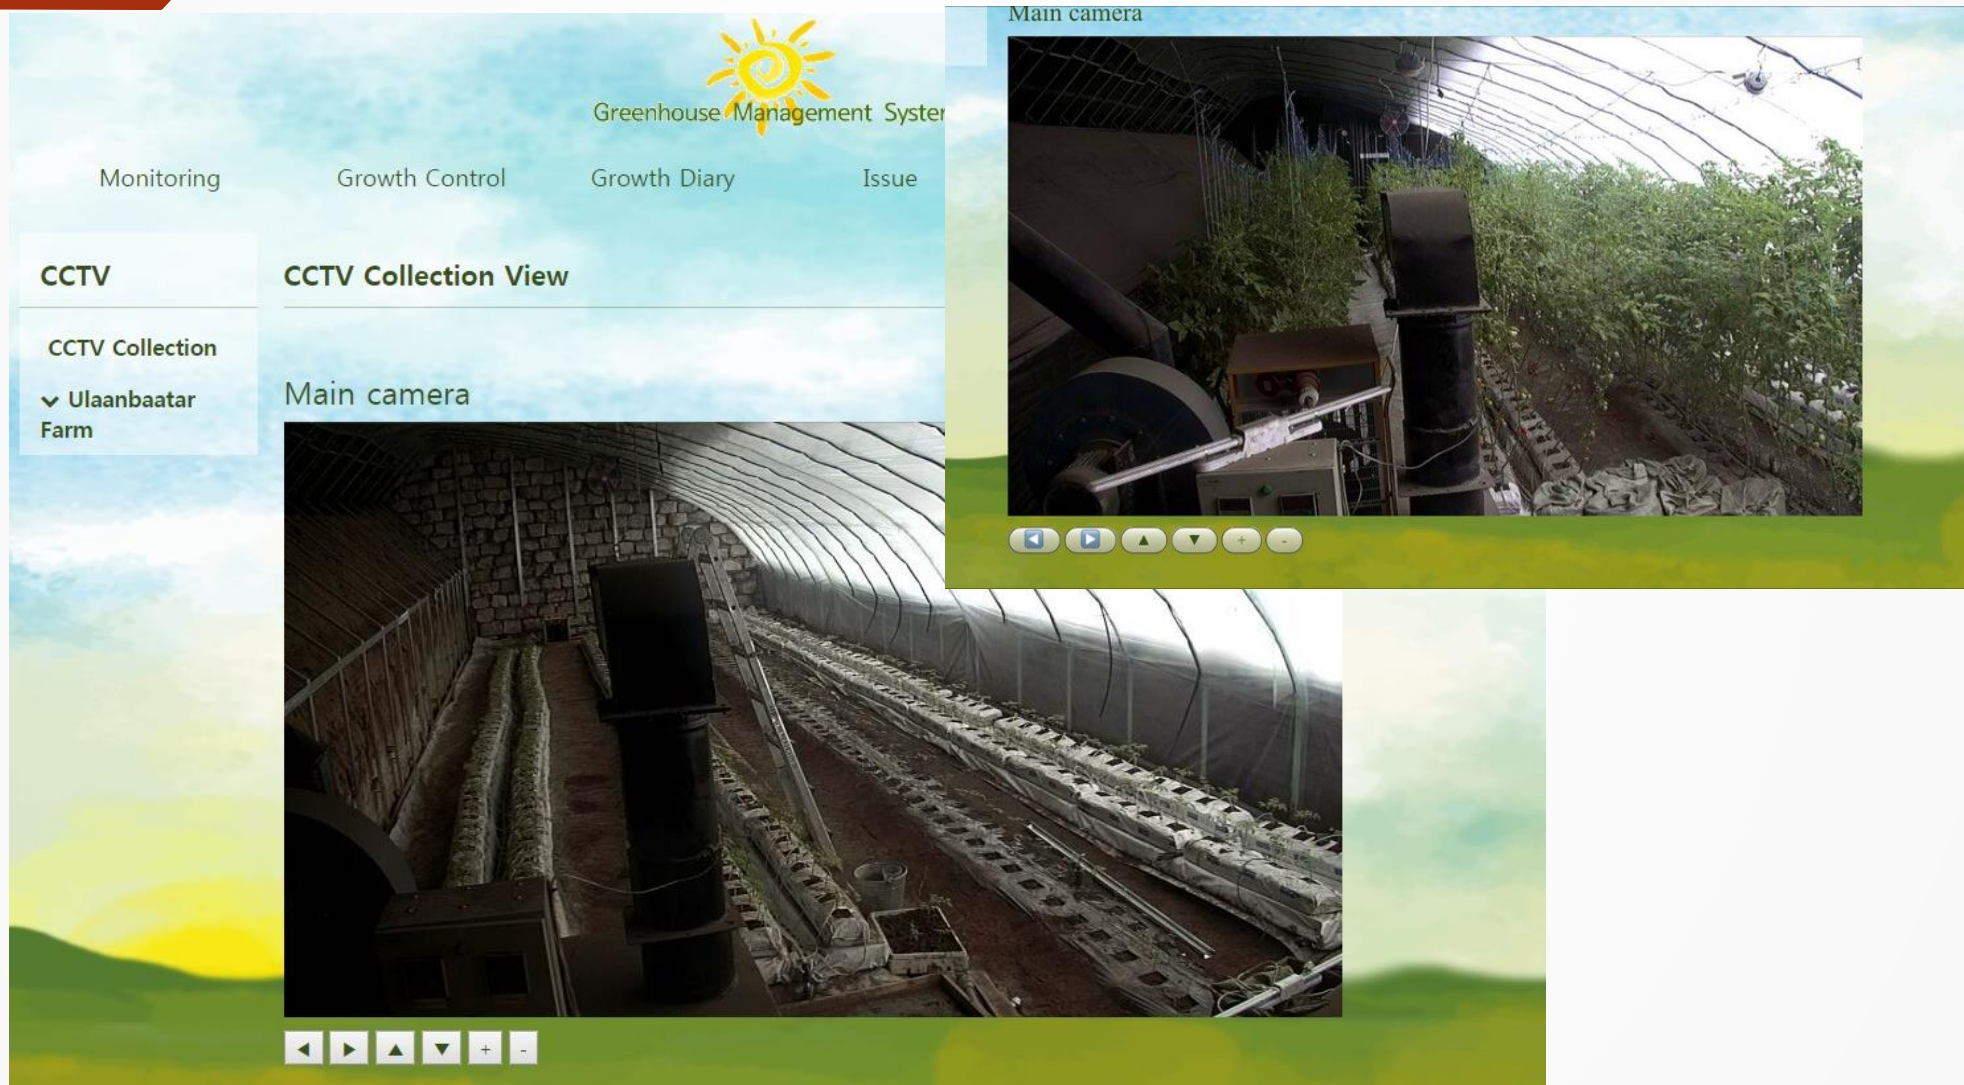 Greenhouse Management Syster
Monitoring
Growth Control
Growth Diary
Issue
CCTV
CCTV Collection
Ulaanbaatar
Farm
CCTV Collection View
Main camera
+
-
Main camera
+
-